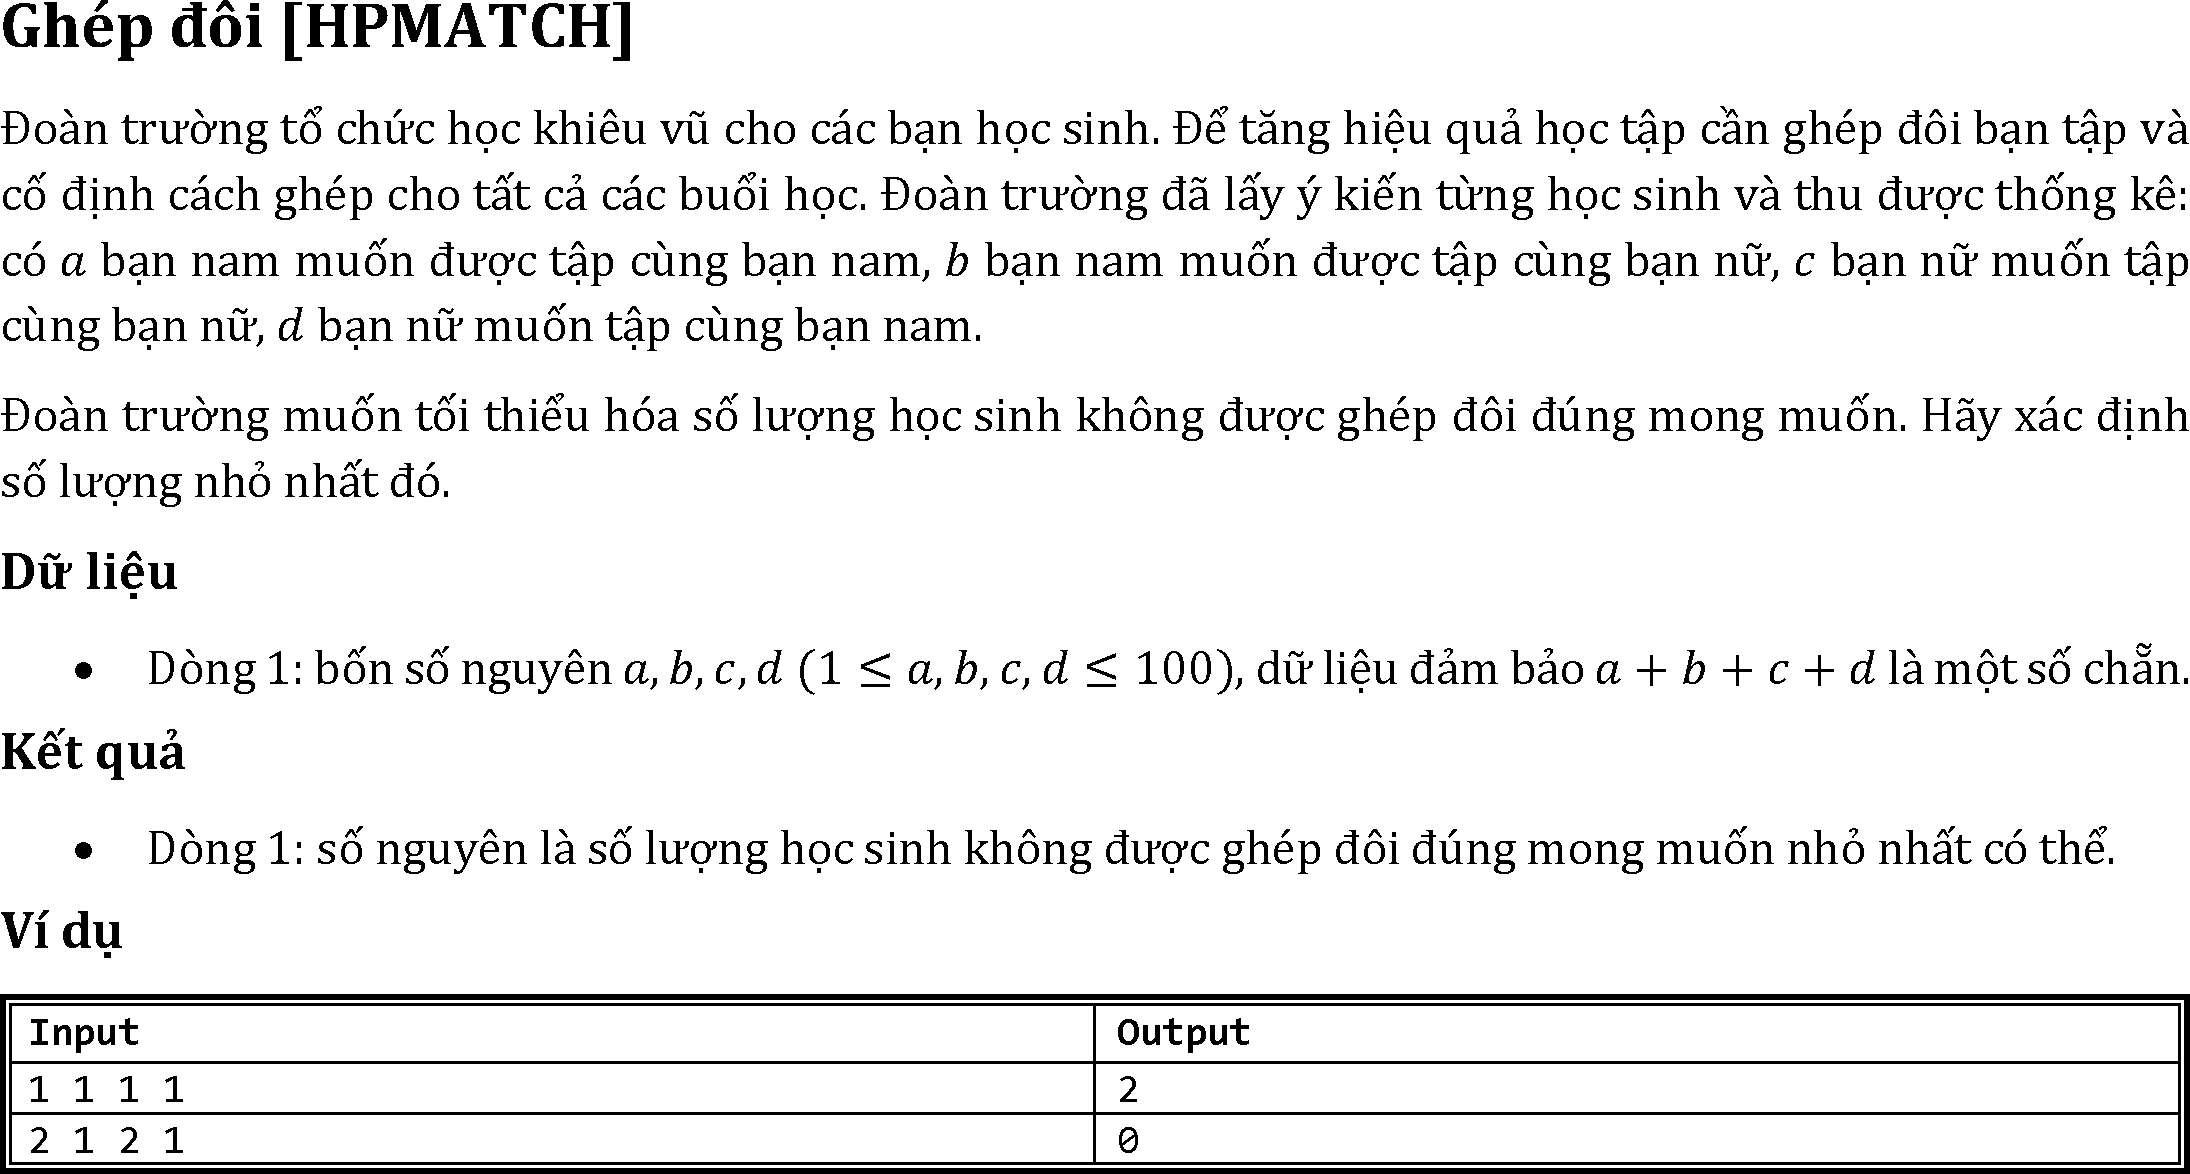 Ghép đôi [HPMATCH]
Đoàn trường tổ chức học khiêu vũ cho các bạn học sinh. Để tăng hiệu quả học tập cần ghép đôi bạn tập và
cố định cách ghép cho tất cả các buổi học. Đoàn trường đã lấy ý kiến từng học sinh và thu được thống kê:
có a bạn nam muốn được tập cùng bạn nam, b bạn nam muốn được tập cùng bạn nữ, c bạn nữ muốn tập
cùng bạn nữ, d bạn nữ muốn tập cùng bạn nam.
Đoàn trường muốn tối thiểu hóa số lượng học sinh không được ghép đôi đúng mong muốn. Hãy xác định
số lượng nhỏ nhất đó.
Dữ liệu
• Dòng 1: bốn số nguyên a, b, c, d (1 ≤ a, b, c, d ≤ 100), dữ liệu đảm bảo a + b + c + d là một số chẵn.
Kết quả
• Dòng 1: số nguyên là số lượng học sinh không được ghép đôi đúng mong muốn nhỏ nhất có thể.
Ví dụ
Input Output
1 1 1 1 2
2 1 2 1 0